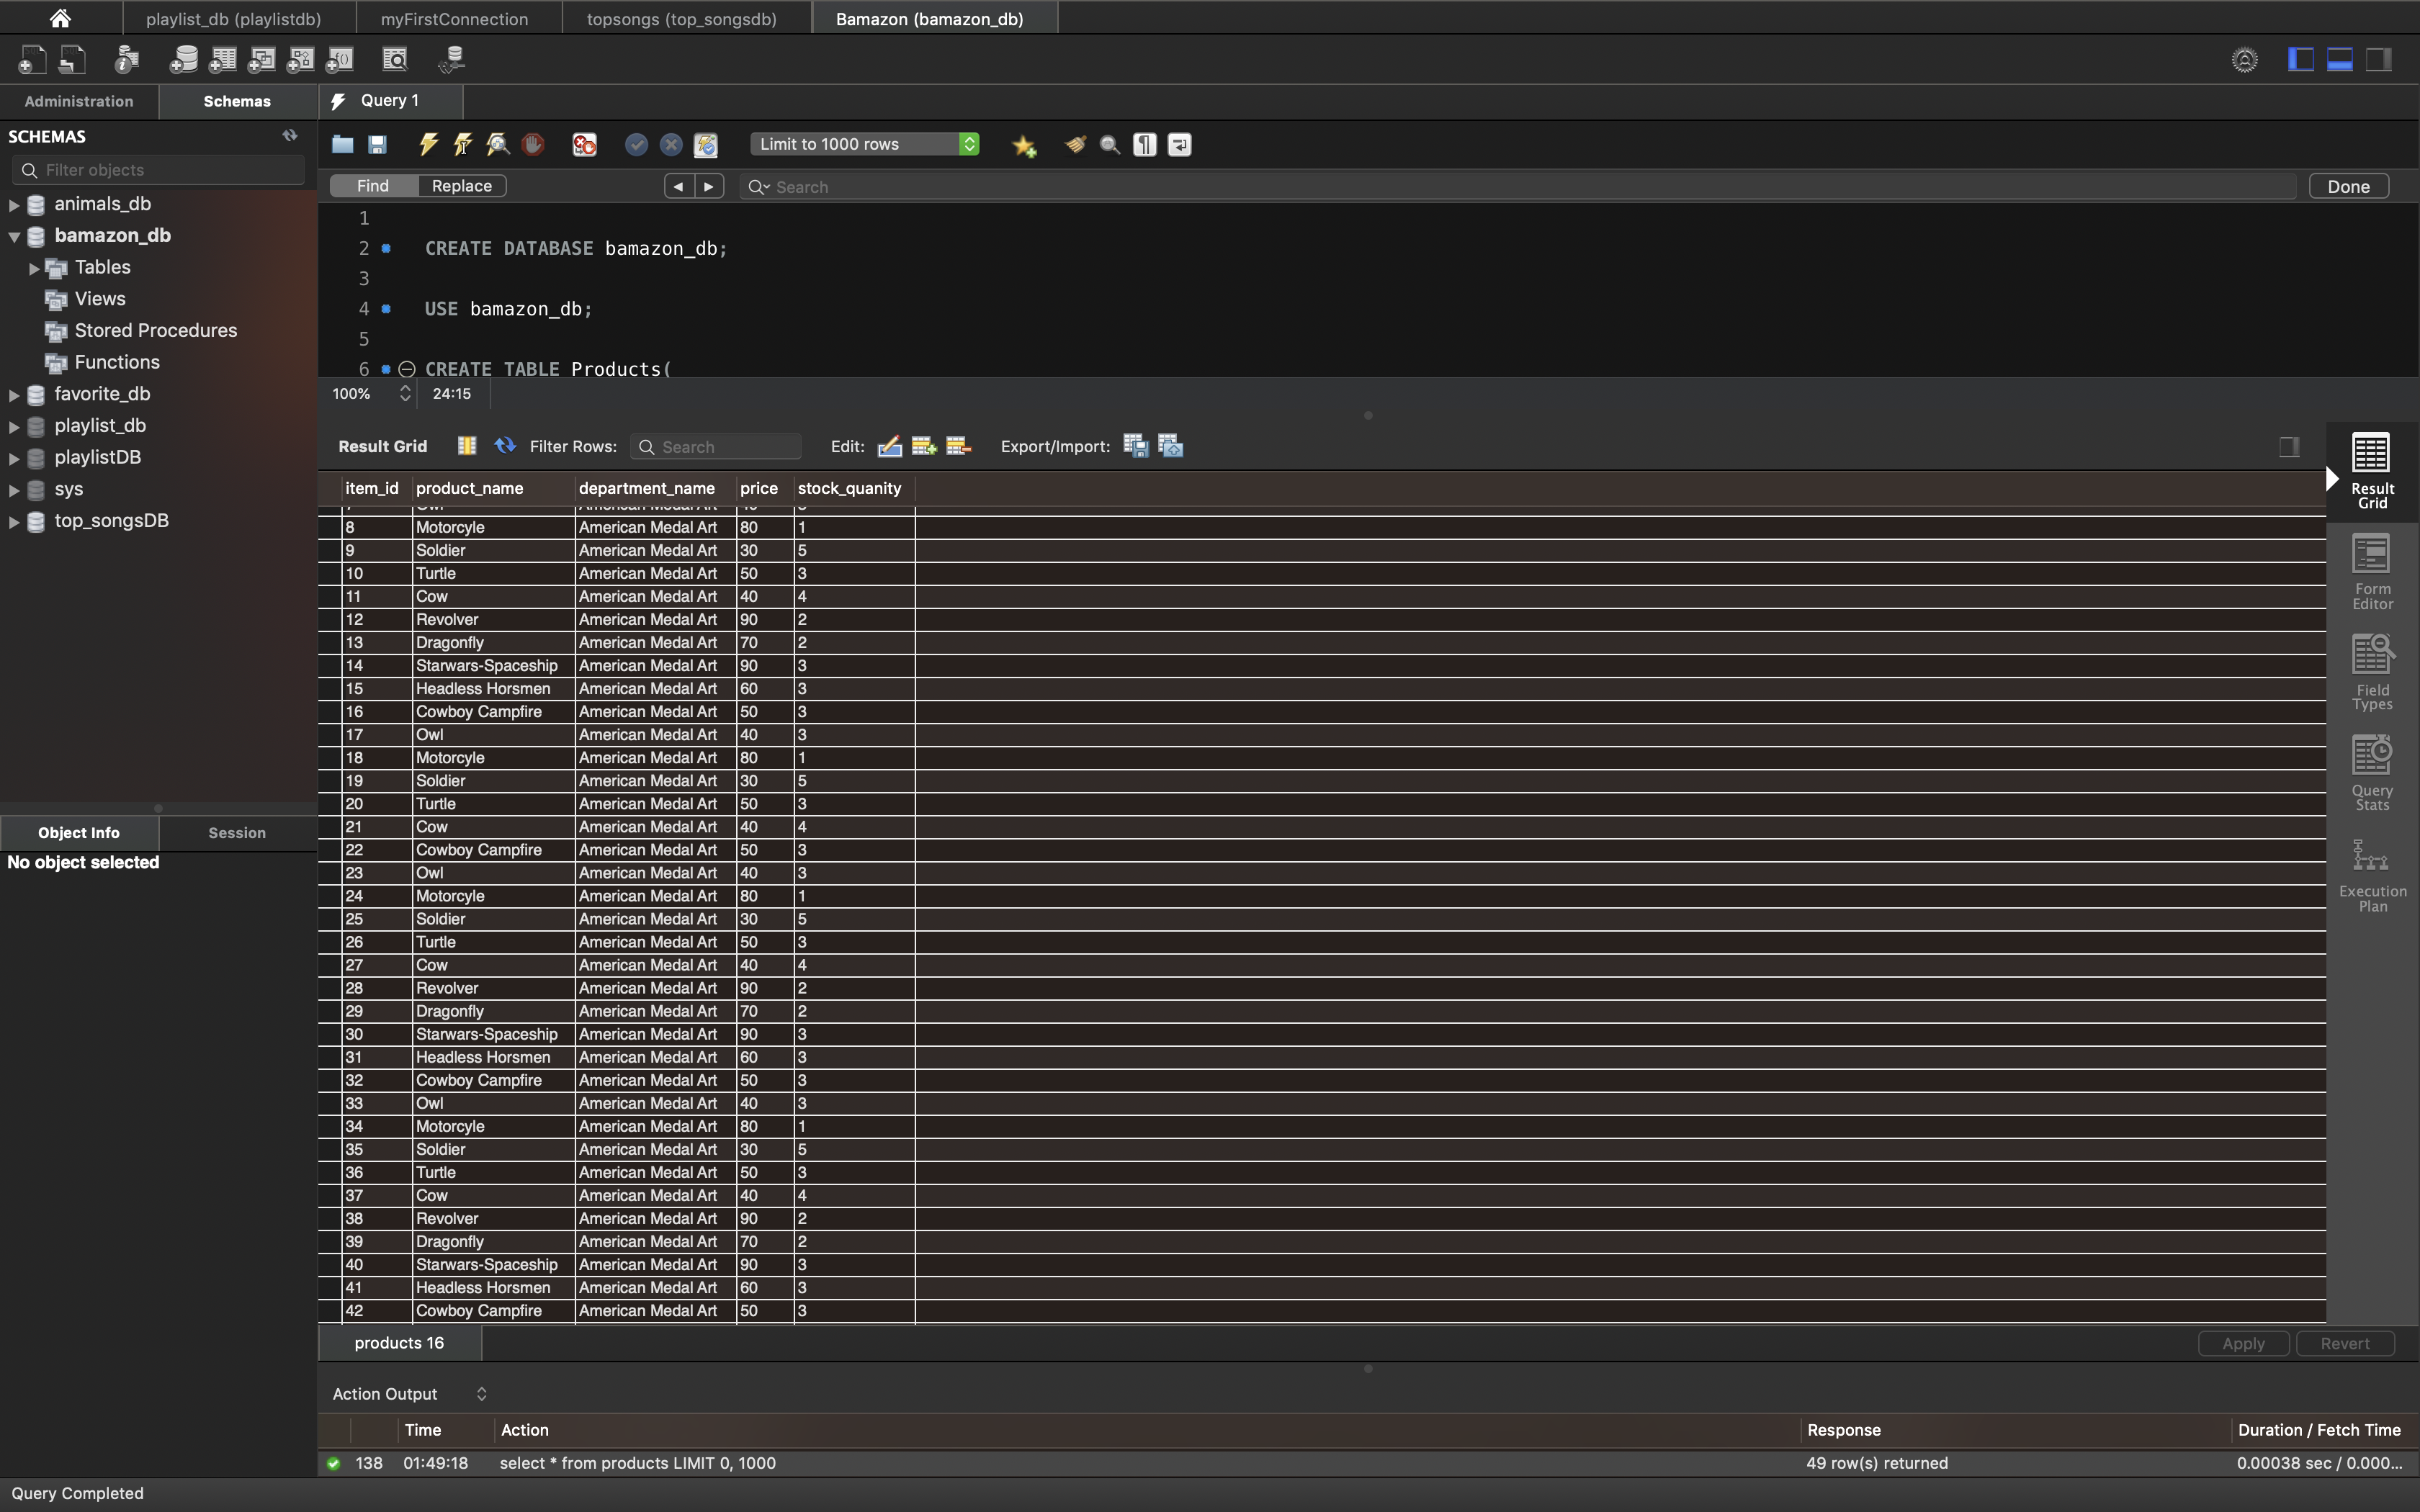 playlist_db (playlistdb) myFirstConnection topsongs (top_songsdb) Bamazon (bamazon_db)
Administration Schemas Query 1
SCHEMAS
Filter objects
Limit to 1000 rows
Find Replace Search Done
animals_db
bamazon_db
Tables
Views
Stored Procedures
Functions
favorite_db
playlist_db
playlistDB
sys
top_songsDB
Object Info Session
No object selected
1
2 CREATE DATABASE bamazon_db;
3
4 USE bamazon_db;
5
6 CREATE TABLE Products(
100% 24:15
Result Grid Filter Rows: Search Edit: Export/Import:
item_id product_name department_name price stock_quanity
8 Motorcyle American Medal Art 80 1
9 Soldier American Medal Art 30 5
10 Turtle American Medal Art 50 3
11 Cow American Medal Art 40 4
12 Revolver American Medal Art 90 2
13 Dragonfly American Medal Art 70 2
14 Starwars-Spaceship American Medal Art 90 3
15 Headless Horsmen American Medal Art 60 3
16 Cowboy Campfire American Medal Art 50 3
17 Owl American Medal Art 40 3
18 Motorcyle American Medal Art 80 1
19 Soldier American Medal Art 30 5
20 Turtle American Medal Art 50 3
21 Cow American Medal Art 40 4
22 Cowboy Campfire American Medal Art 50 3
23 Owl American Medal Art 40 3
24 Motorcyle American Medal Art 80 1
25 Soldier American Medal Art 30 5
26 Turtle American Medal Art 50 3
27 Cow American Medal Art 40 4
28 Revolver American Medal Art 90 2
29 Dragonfly American Medal Art 70 2
30 Starwars-Spaceship American Medal Art 90 3
31 Headless Horsmen American Medal Art 60 3
32 Cowboy Campfire American Medal Art 50 3
33 Owl American Medal Art 40 3
34 Motorcyle American Medal Art 80 1
35 Soldier American Medal Art 30 5
36 Turtle American Medal Art 50 3
37 Cow American Medal Art 40 4
38 Revolver American Medal Art 90 2
39 Dragonfly American Medal Art 70 2
40 Starwars-Spaceship American Medal Art 90 3
41 Headless Horsmen American Medal Art 60 3
42 Cowboy Campfire American Medal Art 50 3
Result
Grid
Form
Editor
Field
Types
Query
Stats
Execution
Plan
products 16 Apply Revert
Action Output
Time Action Response Duration / Fetch Time
138 01:49:18 select * from products LIMIT 0, 1000 49 row(s) returned 0.00038 sec / 0.000...
Query Completed